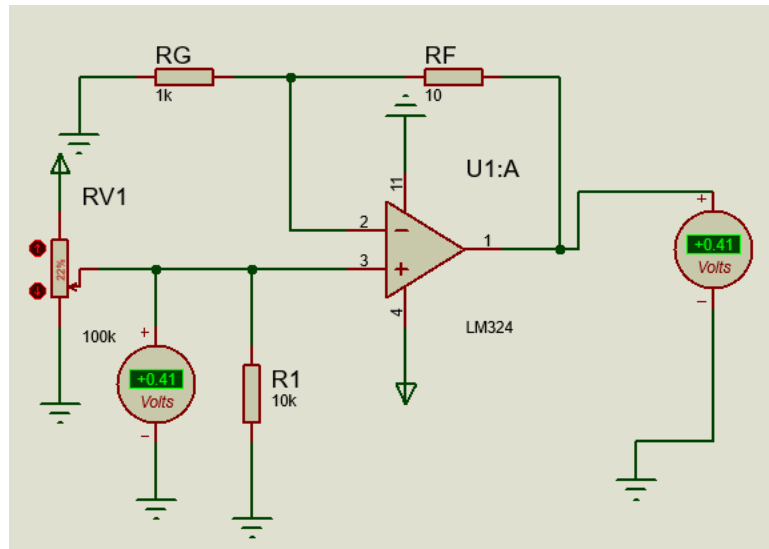 RG
1k
RF
10
U1:A
11
2
3
1
4
LM324
RV1
22%
100k
+
+0.41
Volts
−
R1
10k
+
+0.41
Volts
−